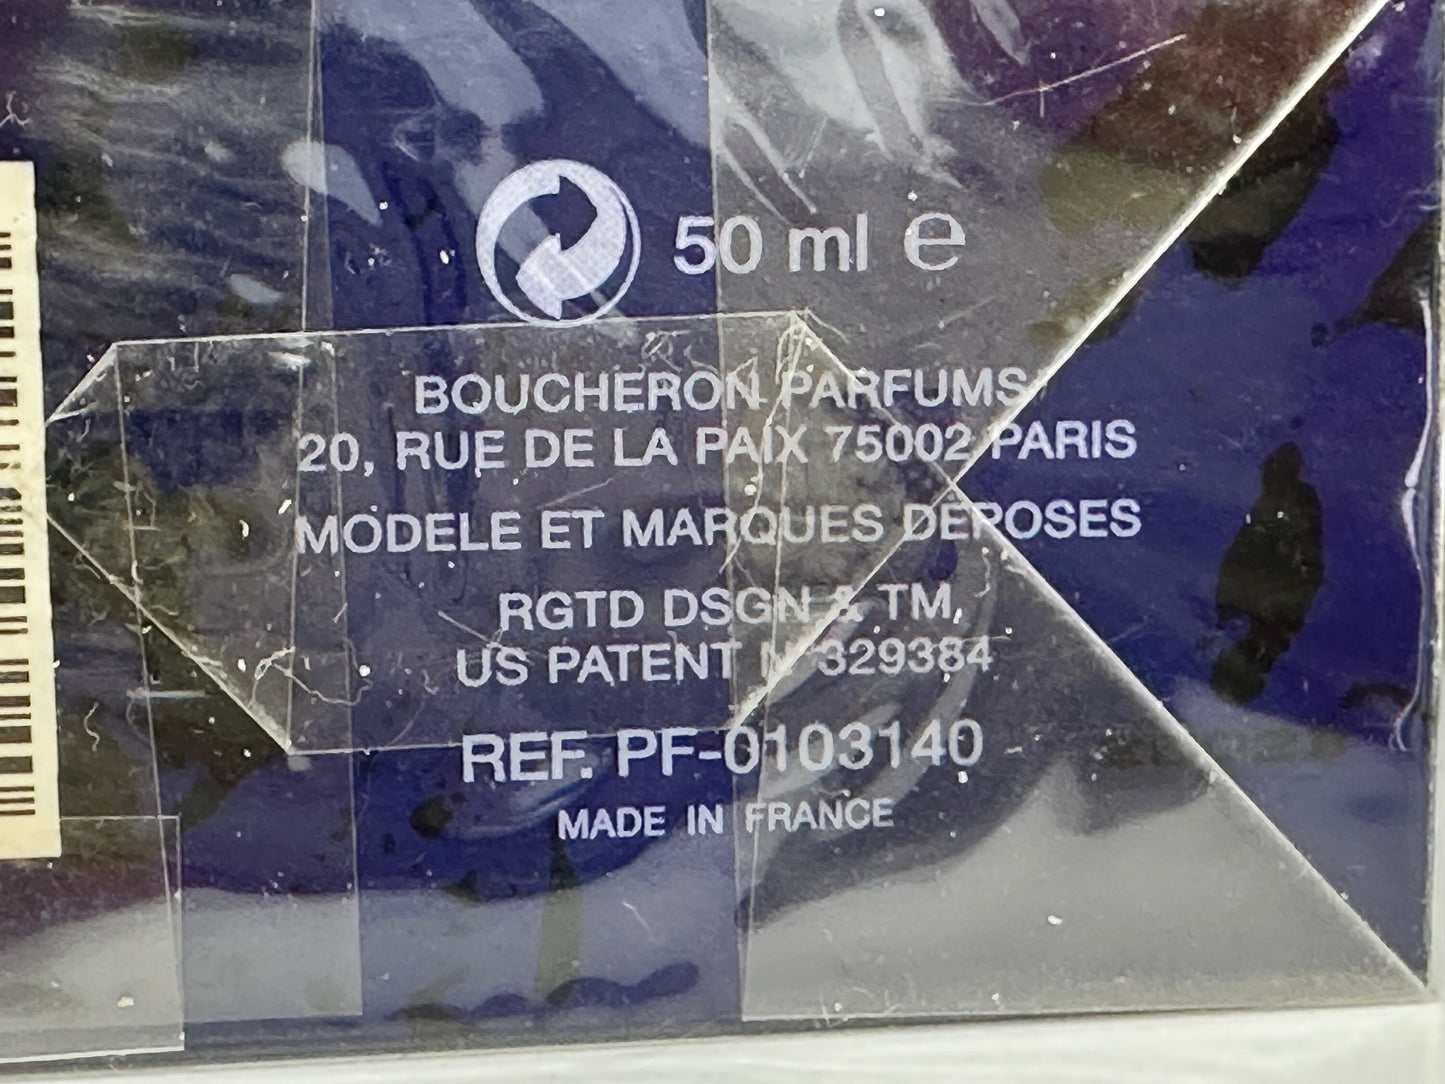 50 ml ℮
BOUCHERON PARFUMS
20, RUE DE LA PAIX 75002 PARIS
MODELE ET MARQUES DEPOSES
RGTD DSGN & TM,
US PATENT N° 329384
REF. PF-0103140
MADE IN FRANCE